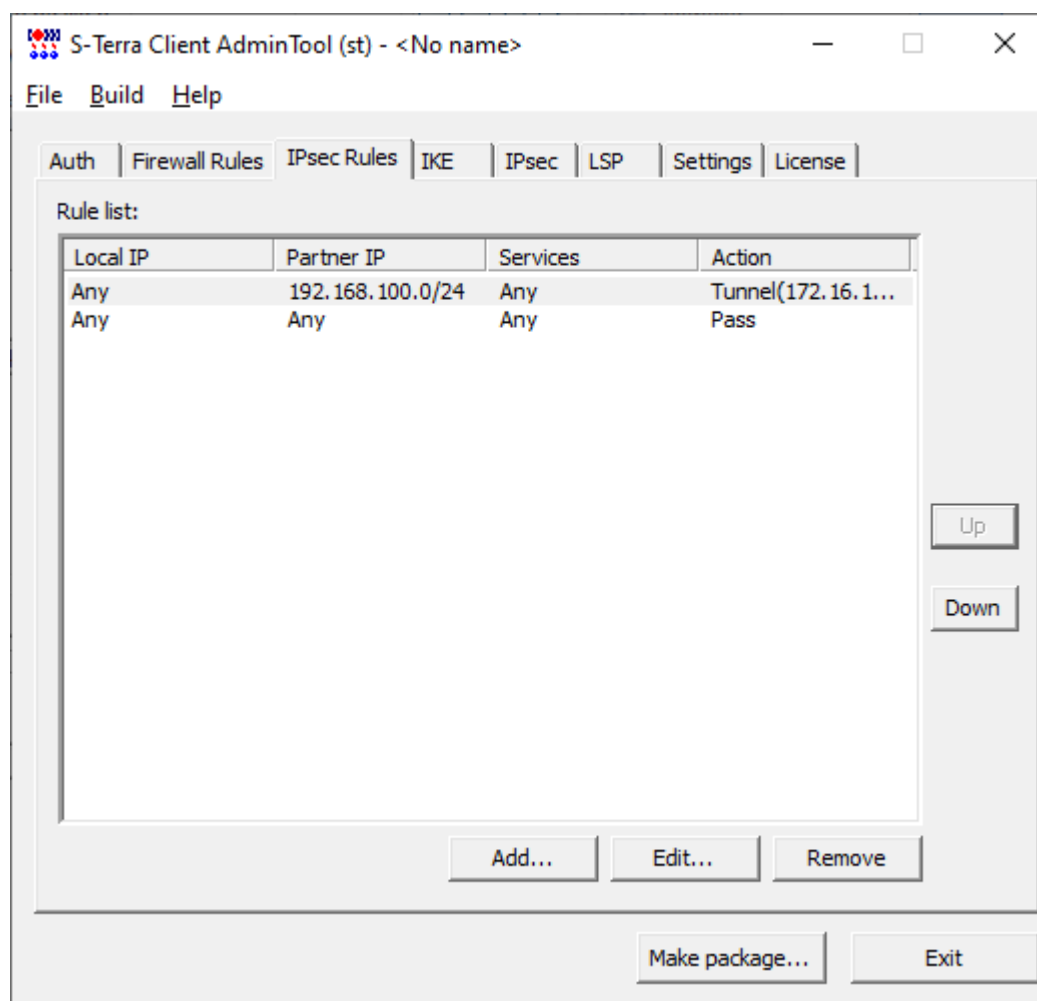 S-Terra Client AdminTool (st) - <No name>
File Build Help
Auth Firewall Rules IPsec Rules IKE IPsec LSP Settings License
Rule list:
Local IP Partner IP Services Action
Any 192.168.100.0/24 Any Tunnel(172.16.1...
Any Any Any Pass
Up
Down
Add... Edit... Remove
Make package... Exit